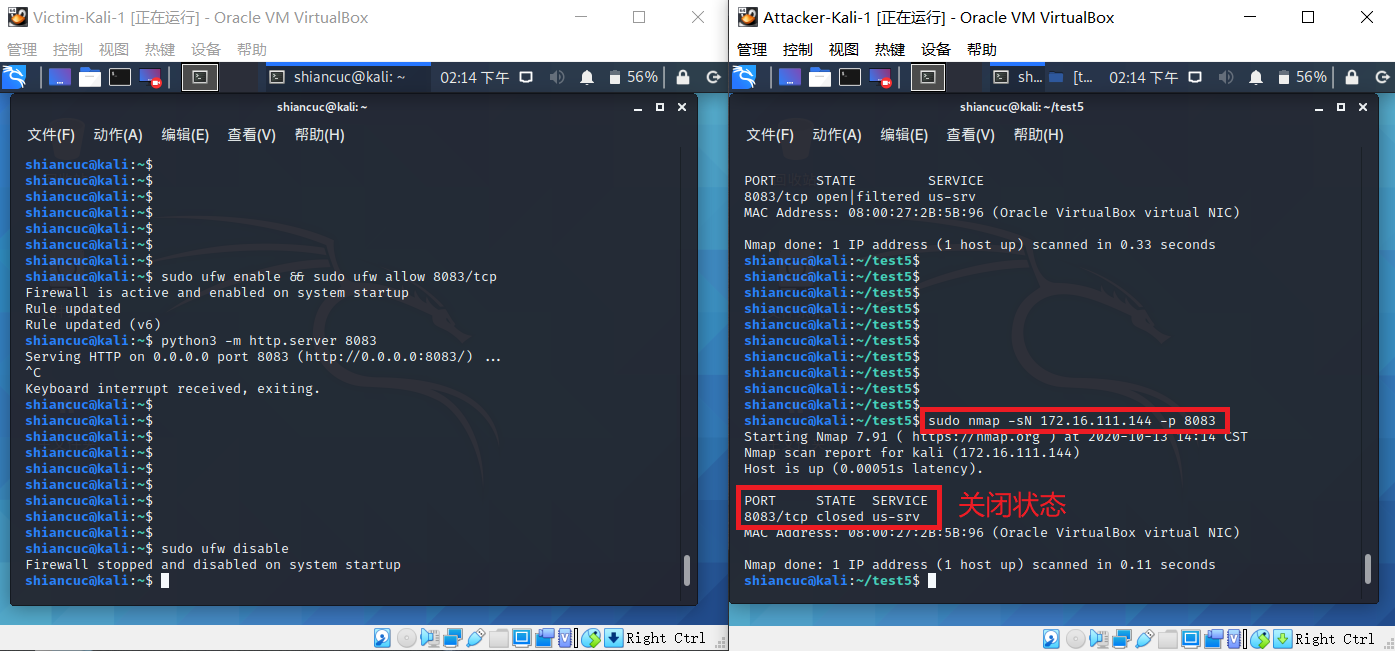 Victim-Kali-1 [正在运行] - Oracle VM VirtualBox
管理 控制 视图 热键 设备 帮助
shiancuc@kali: ~ 02:14 下午 56%
shiancuc@kali: ~
文件(F) 动作(A) 编辑(E) 查看(V) 帮助(H)
shiancuc@kali:~$
shiancuc@kali:~$
shiancuc@kali:~$
shiancuc@kali:~$
shiancuc@kali:~$
shiancuc@kali:~$
shiancuc@kali:~$
shiancuc@kali:~$ sudo ufw enable && sudo ufw allow 8083/tcp
Firewall is active and enabled on system startup
Rule updated
Rule updated (v6)
shiancuc@kali:~$ python3 -m http.server 8083
Serving HTTP on 0.0.0.0 port 8083 (http://0.0.0.0:8083/) ...
^C
Keyboard interrupt received, exiting.
shiancuc@kali:~$
shiancuc@kali:~$
shiancuc@kali:~$
shiancuc@kali:~$
shiancuc@kali:~$
shiancuc@kali:~$
shiancuc@kali:~$
shiancuc@kali:~$
shiancuc@kali:~$
shiancuc@kali:~$ sudo ufw disable
Firewall stopped and disabled on system startup
shiancuc@kali:~$
Right Ctrl
Attacker-Kali-1 [正在运行] - Oracle VM VirtualBox
管理 控制 视图 热键 设备 帮助
sh... [t... 02:14 下午 56%
shiancuc@kali: ~/test5
文件(F) 动作(A) 编辑(E) 查看(V) 帮助(H)
PORT STATE SERVICE
8083/tcp open|filtered us-srv
MAC Address: 08:00:27:2B:5B:96 (Oracle VirtualBox virtual NIC)
Nmap done: 1 IP address (1 host up) scanned in 0.33 seconds
shiancuc@kali:~/test5$
shiancuc@kali:~/test5$
shiancuc@kali:~/test5$
shiancuc@kali:~/test5$
shiancuc@kali:~/test5$
shiancuc@kali:~/test5$
shiancuc@kali:~/test5$
shiancuc@kali:~/test5$
shiancuc@kali:~/test5$
shiancuc@kali:~/test5$
shiancuc@kali:~/test5$ sudo nmap -sN 172.16.111.144 -p 8083
Starting Nmap 7.91 ( https://nmap.org ) at 2020-10-13 14:14 CST
Nmap scan report for kali (172.16.111.144)
Host is up (0.00051s latency).
PORT STATE SERVICE
8083/tcp closed us-srv
关闭状态
MAC Address: 08:00:27:2B:5B:96 (Oracle VirtualBox virtual NIC)
Nmap done: 1 IP address (1 host up) scanned in 0.11 seconds
shiancuc@kali:~/test5$
Right Ctrl